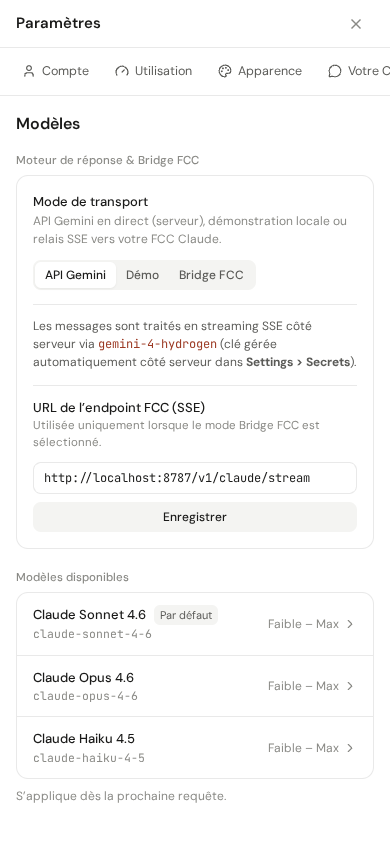 Paramètres
Compte
Utilisation
Apparence
Votre C
Modèles
Moteur de réponse & Bridge FCC
Mode de transport
API Gemini en direct (serveur), démonstration locale ou
relais SSE vers votre FCC Claude.
API Gemini
Démo
Bridge FCC
Les messages sont traités en streaming SSE côté
serveur via gemini-4-hydrogen (clé gérée
automatiquement côté serveur dans Settings > Secrets).
URL de l’endpoint FCC (SSE)
Utilisée uniquement lorsque le mode Bridge FCC est
sélectionné.
http://localhost:8787/v1/claude/stream
Enregistrer
Modèles disponibles
Claude Sonnet 4.6 Par défaut
claude-sonnet-4-6
Faible – Max
Claude Opus 4.6
claude-opus-4-6
Faible – Max
Claude Haiku 4.5
claude-haiku-4-5
Faible – Max
S’applique dès la prochaine requête.